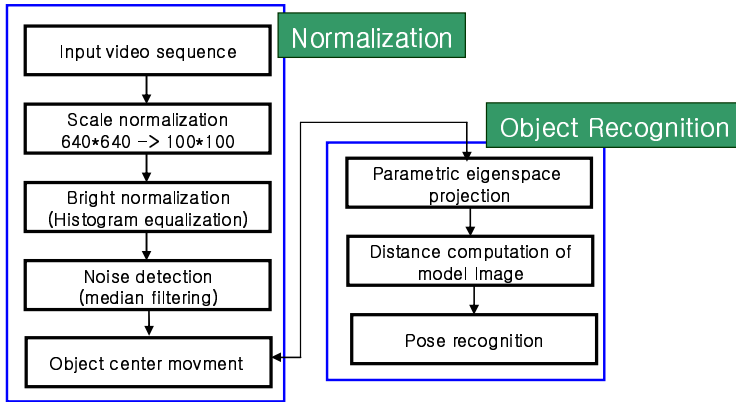 Normalization
Input video sequence
Scale normalization
640*640 -> 100*100
Bright normalization
(Histogram equalization)
Noise detection
(median filtering)
Object center movment
Object Recognition
Parametric eigenspace
projection
Distance computation of
model image
Pose recognition